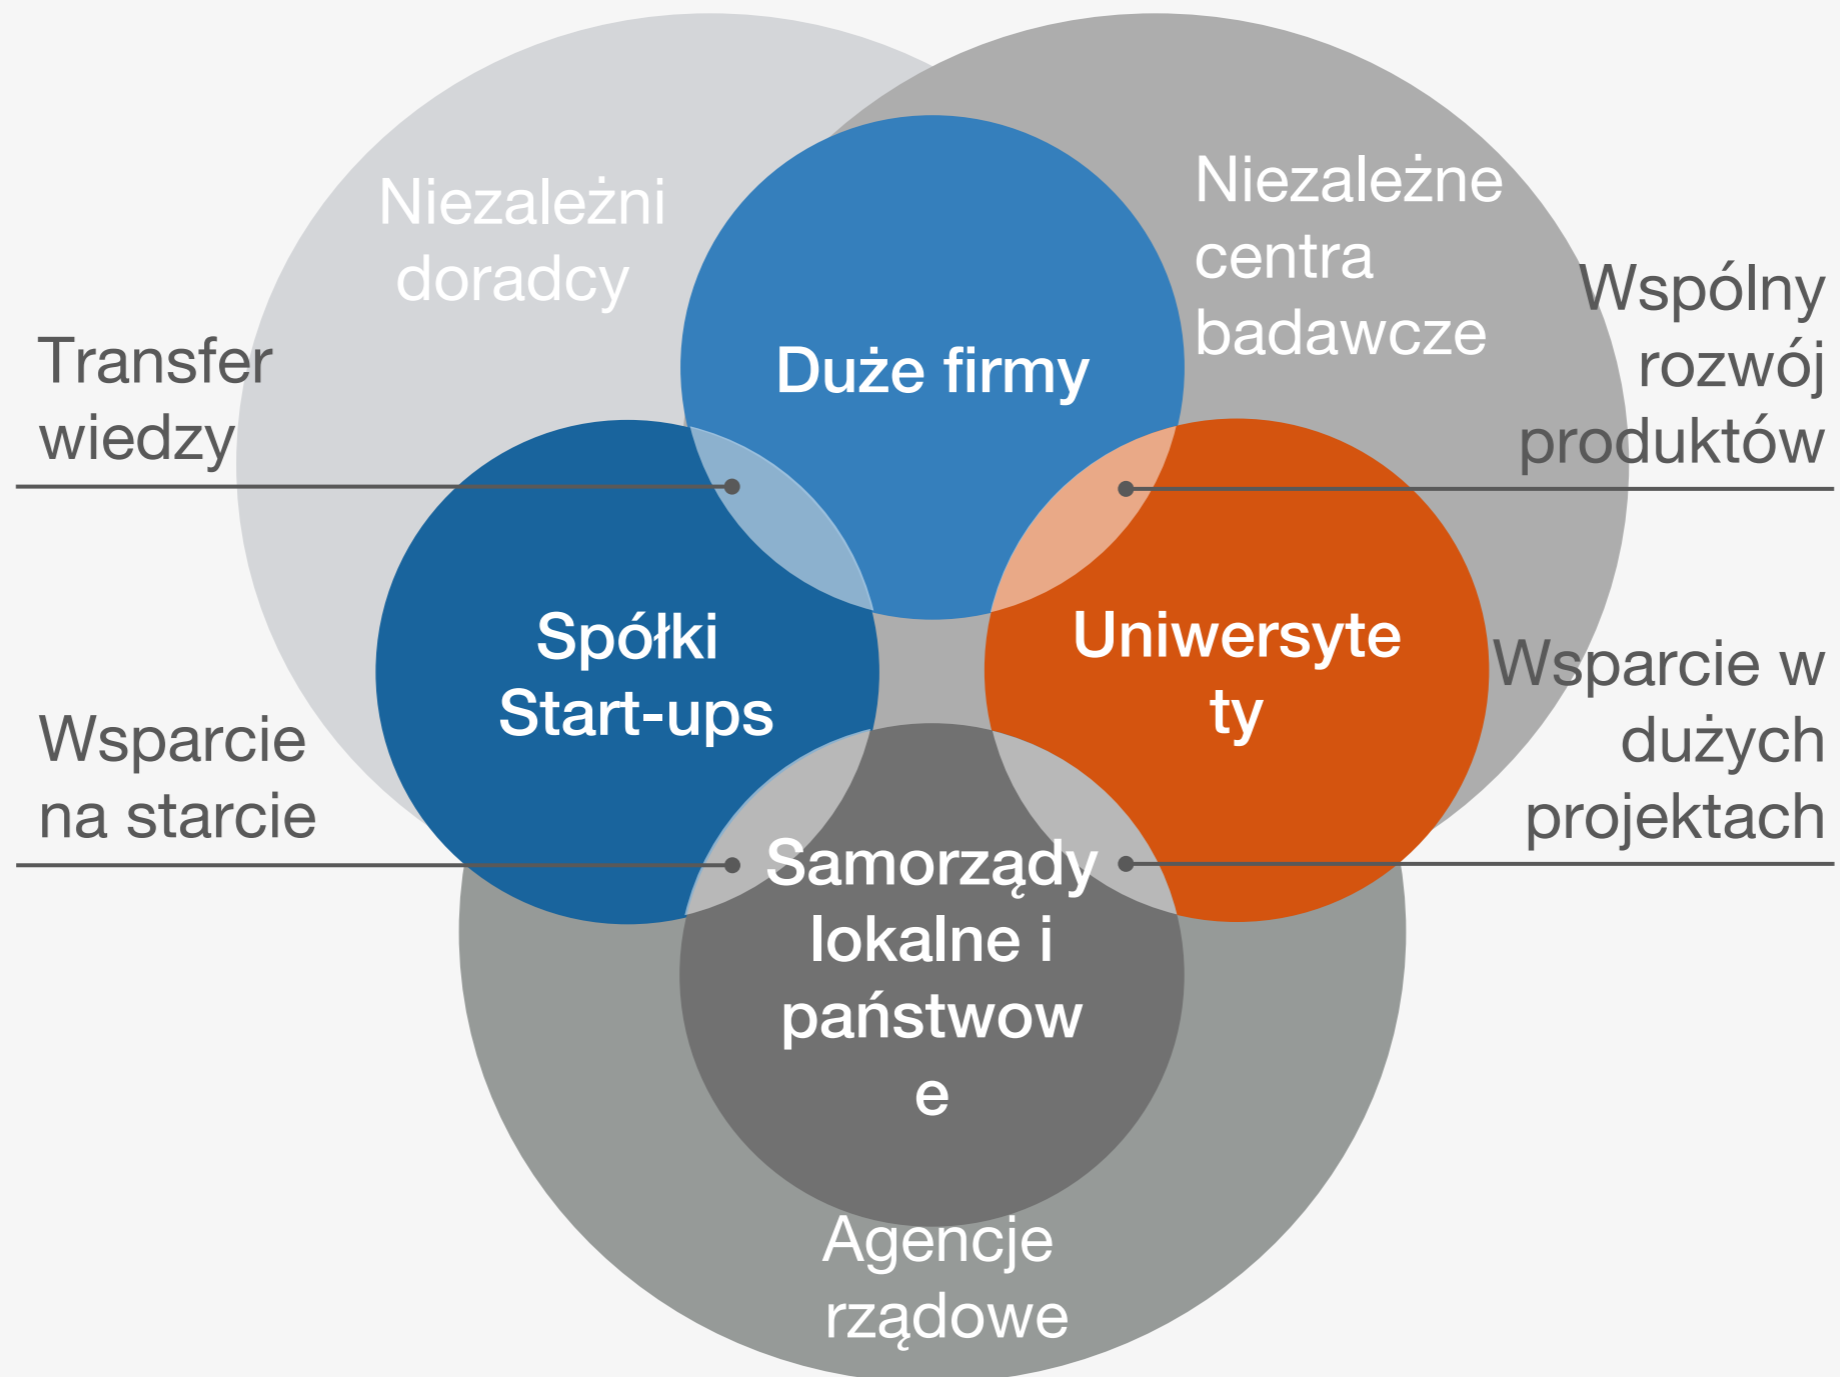 Niezależni
doradcy
Niezależne
centra
badawcze
Transfer
wiedzy
Duże firmy
Wspólny
rozwój
produktów
Spółki
Start-ups
Uniwersyte
ty
Wsparcie
na starcie
Wsparcie w
dużych
projektach
Samorządy
lokalne i
państwow
e
Agencje
rządowe